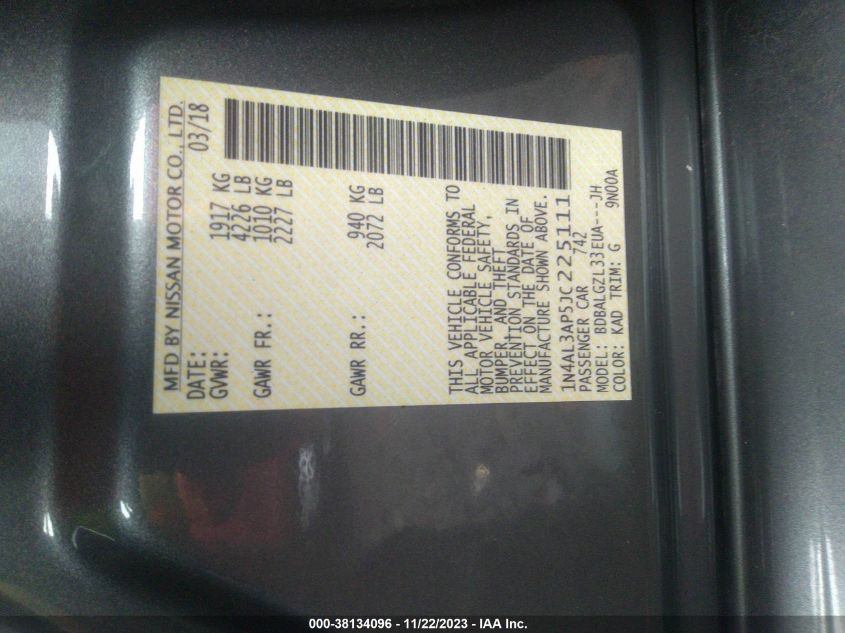 MFD BY NISSAN MOTOR CO., LTD.
DATE: 03/18
GVWR: 1917 KG
4226 LB
GAWR FR.: 1010 KG
2227 LB
GAWR RR.: 940 KG
2072 LB
THIS VEHICLE CONFORMS TO
ALL APPLICABLE FEDERAL
MOTOR VEHICLE SAFETY,
BUMPER, AND THEFT
PREVENTION STANDARDS IN
EFFECT ON THE DATE OF
MANUFACTURE SHOWN ABOVE.
1N4AL3AP5JC225111
PASSENGER CAR 742
MODEL: BDBALGZL33EUA---JH
COLOR: KAD TRIM: G 9N00A
000-38134096 - 11/22/2023 - IAA Inc.